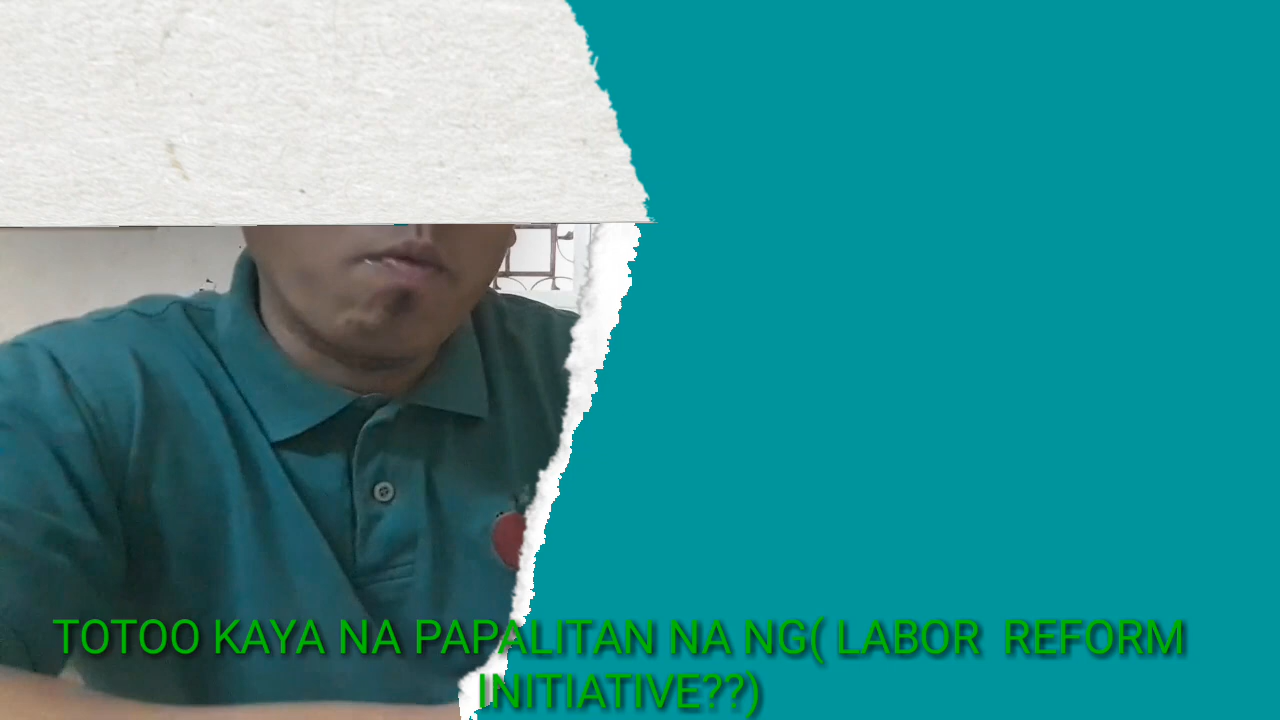 TOTOO KAYA NA PAPALITAN NA NG( LABOR REFORM
INITIATIVE??)